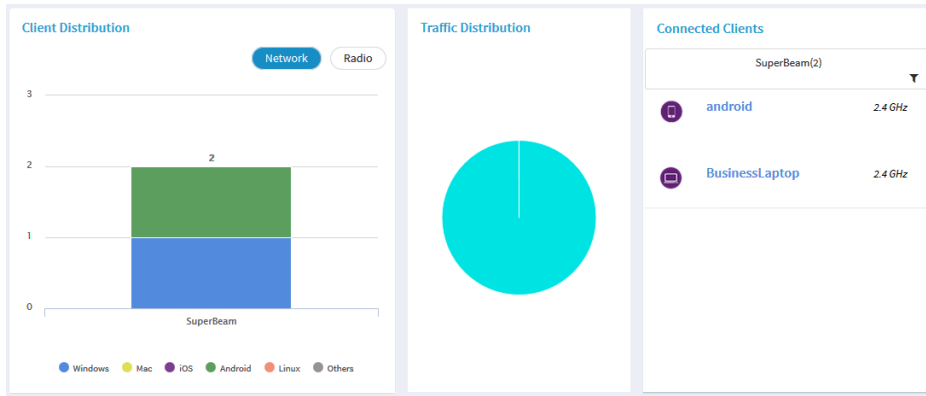 Client Distribution
Network Radio
3
2
2
1
0
SuperBeam
Windows Mac iOS Android Linux Others
Traffic Distribution
Connected Clients
SuperBeam(2)
android 2.4 GHz
BusinessLaptop 2.4 GHz